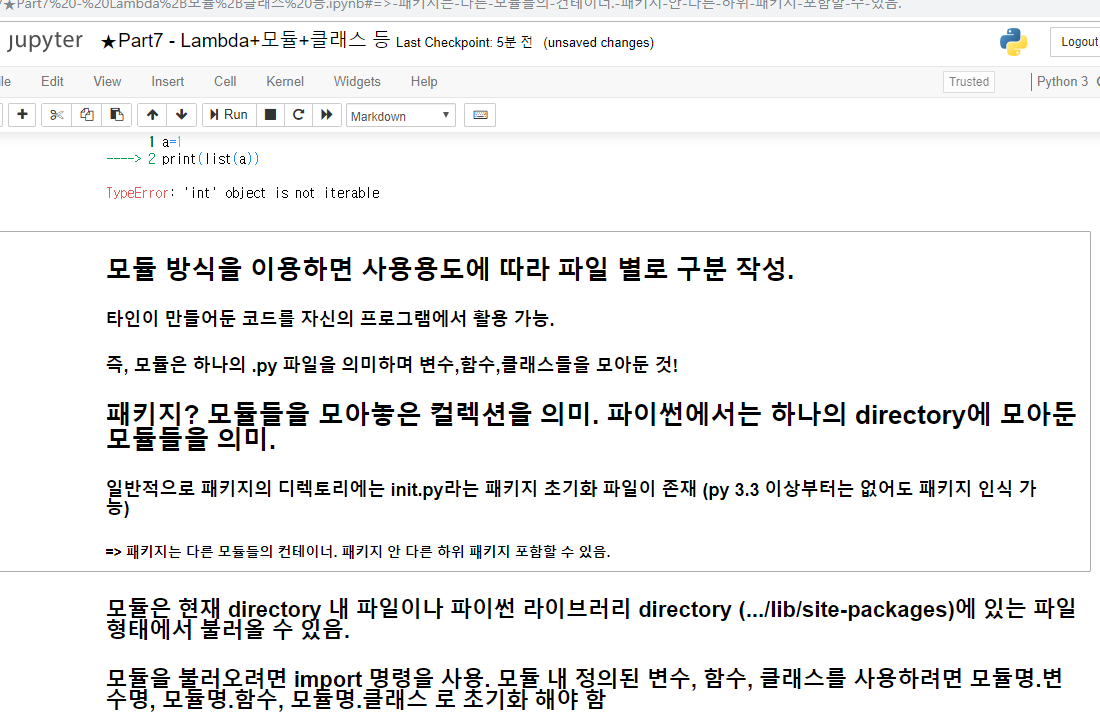 ★Part7%20-%20Lambda%2B모듈%2B클래스%20등.ipynb#=>-패키지는-다른-모듈들의-컨테이너.-패키지-안-다른-하위-패키지-포함할-수-있음.
jupyter ★Part7 - Lambda+모듈+클래스 등 Last Checkpoint: 5분 전 (unsaved changes)
Logout
le Edit View Insert Cell Kernel Widgets Help
Trusted Python 3
Run Markdown
1 a=1
----> 2 print(list(a))
TypeError: 'int' object is not iterable
모듈 방식을 이용하면 사용용도에 따라 파일 별로 구분 작성.
타인이 만들어둔 코드를 자신의 프로그램에서 활용 가능.
즉, 모듈은 하나의 .py 파일을 의미하며 변수,함수,클래스들을 모아둔 것!
패키지? 모듈들을 모아놓은 컬렉션을 의미. 파이썬에서는 하나의 directory에 모아둔
모듈들을 의미.
일반적으로 패키지의 디렉토리에는 init.py라는 패키지 초기화 파일이 존재 (py 3.3 이상부터는 없어도 패키지 인식 가
능)
=> 패키지는 다른 모듈들의 컨테이너. 패키지 안 다른 하위 패키지 포함할 수 있음.
모듈은 현재 directory 내 파일이나 파이썬 라이브러리 directory (.../lib/site-packages)에 있는 파일
형태에서 불러올 수 있음.
모듈을 불러오려면 import 명령을 사용. 모듈 내 정의된 변수, 함수, 클래스를 사용하려면 모듈명.변
수명, 모듈명.함수, 모듈명.클래스 로 초기화 해야 함